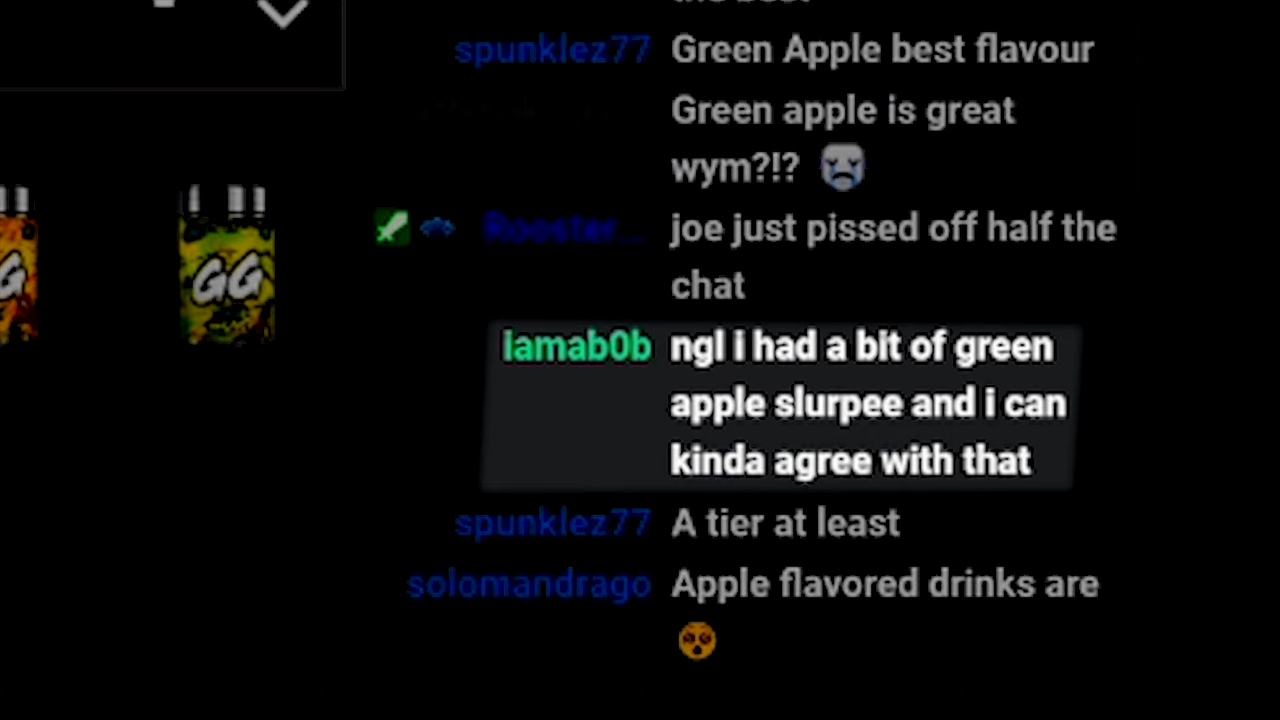 spunklez77 Green Apple best flavour
Green apple is great
wym?!?
Rooster... joe just pissed off half the
chat
iamab0b ngl i had a bit of green
apple slurpee and i can
kinda agree with that
spunklez77 A tier at least
solomandrago Apple flavored drinks are
G
GG